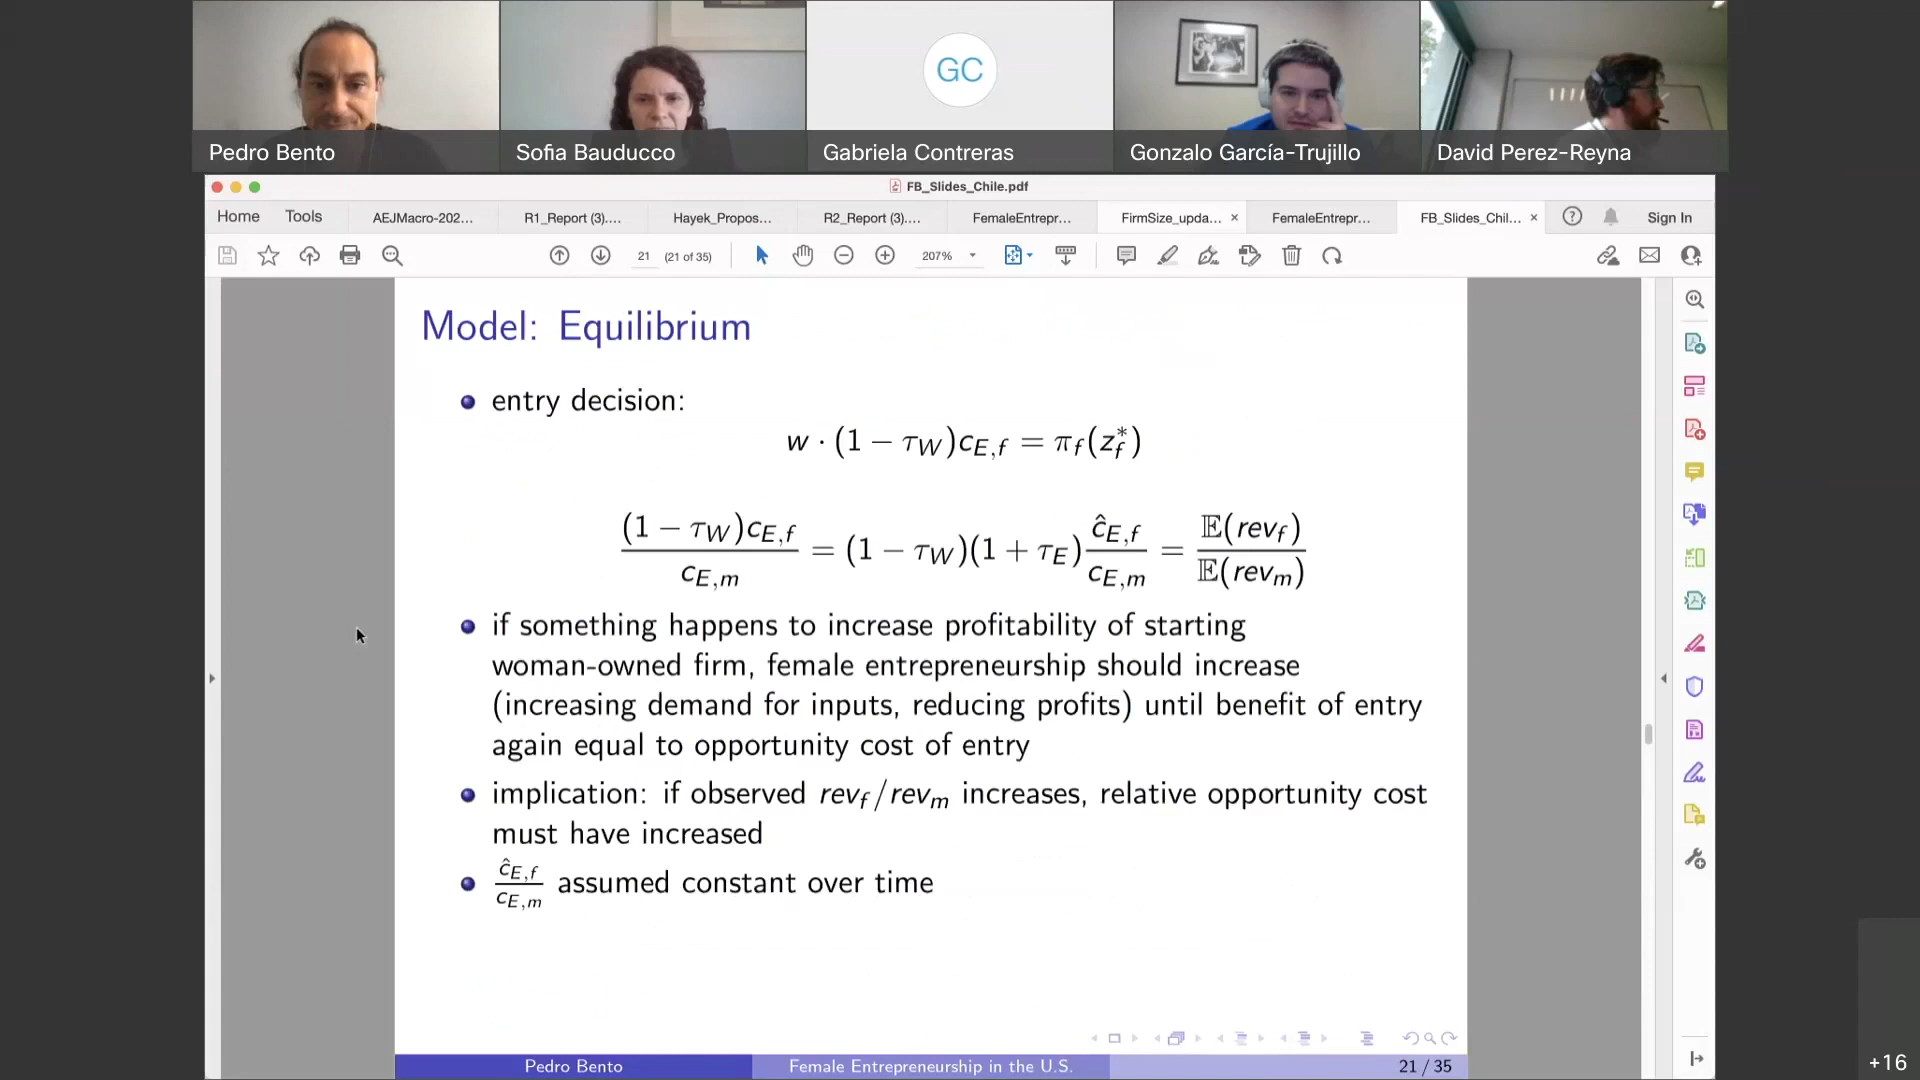 GC
Pedro Bento
Sofia Bauducco
Gabriela Contreras
Gonzalo García-Trujillo
David Perez-Reyna
FB_Slides_Chile.pdf
Home Tools AEJMacro-202... R1_Report (3).... Hayek_Propos... R2_Report (3).... FemaleEntrepr... FirmSize_upda... × FemaleEntrepr... FB_Slides_Chil... × ? Sign In
21 (21 of 35) 207%
Model: Equilibrium
entry decision:
w · (1 − τ_W)c_{E,f} = π_f(z_f^*)
\frac{(1 − τ_W)c_{E,f}}{c_{E,m}} = (1 − τ_W)(1 + τ_E)\frac{ĉ_{E,f}}{c_{E,m}} = \frac{𝔼(rev_f)}{𝔼(rev_m)}
if something happens to increase profitability of starting
woman-owned firm, female entrepreneurship should increase
(increasing demand for inputs, reducing profits) until benefit of entry
again equal to opportunity cost of entry
implication: if observed rev_f/rev_m increases, relative opportunity cost
must have increased
\frac{ĉ_{E,f}}{c_{E,m}} assumed constant over time
Pedro Bento Female Entrepreneurship in the U.S. 21 / 35
+16